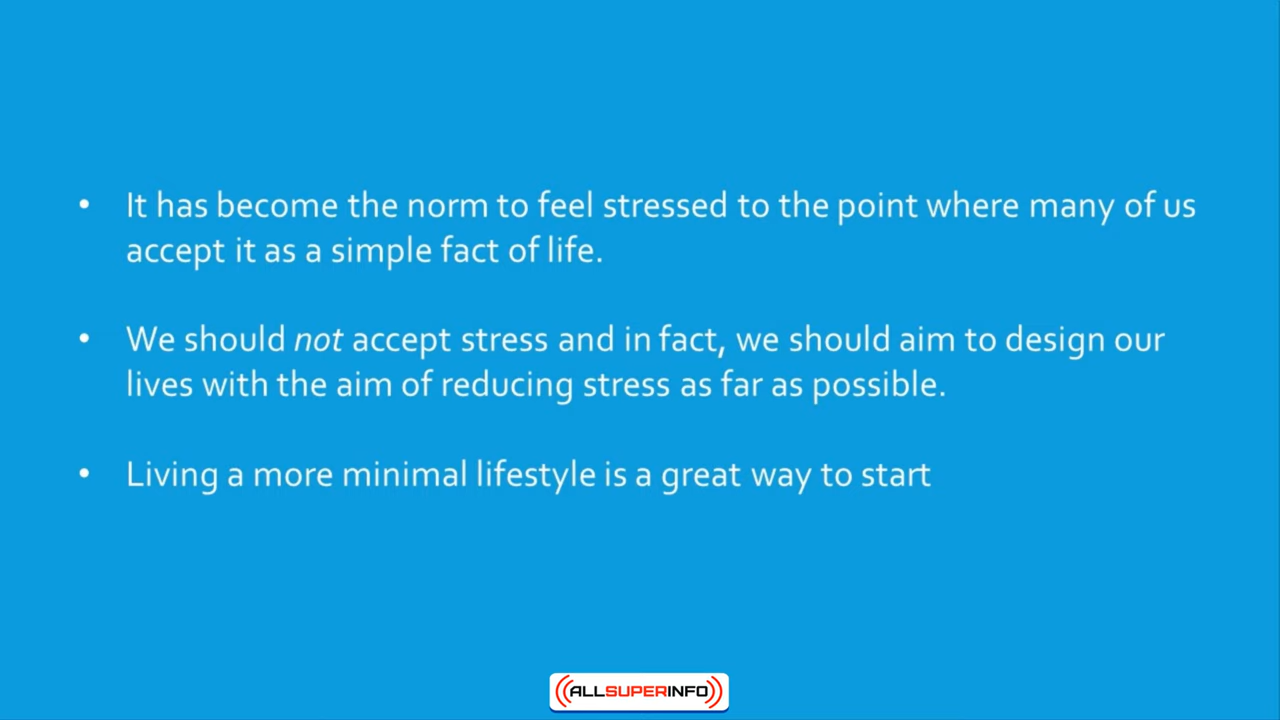 • It has become the norm to feel stressed to the point where many of us
accept it as a simple fact of life.
• We should not accept stress and in fact, we should aim to design our
lives with the aim of reducing stress as far as possible.
• Living a more minimal lifestyle is a great way to start
ALLSUPERINFO